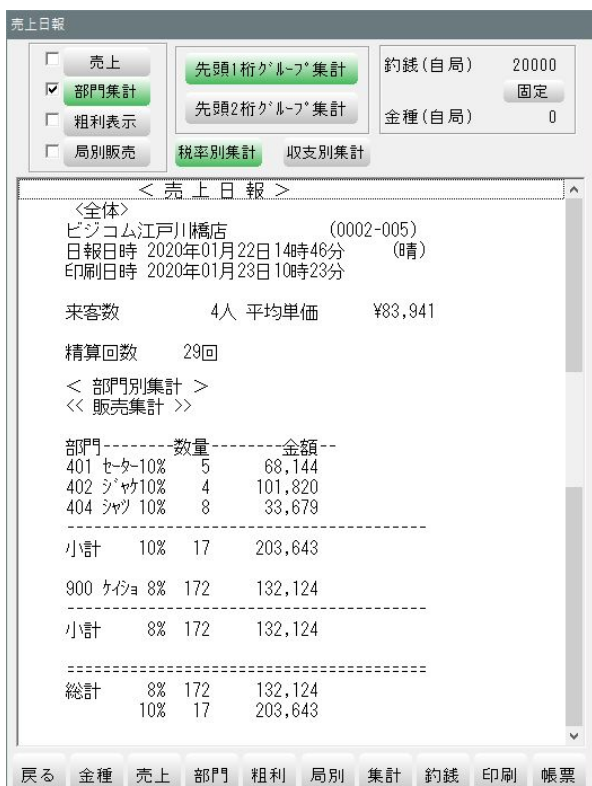 売上日報
売上
部門集計
粗利表示
局別販売
先頭1桁グループ集計
先頭2桁グループ集計
税率別集計 収支別集計
釣銭(自局) 20000
固定
金種(自局) 0
＜ 売 上 日 報 ＞
〈全体〉
ビジコム江戸川橋店 (0002-005)
日報日時 2020年01月22日14時46分 (晴)
印刷日時 2020年01月23日10時23分
来客数 4人 平均単価 ¥83,941
精算回数 29回
＜ 部門別集計 ＞
<< 販売集計 >>
部門--------数量--------金額--
401 セーター10% 5 68,144
402 ジャケ10% 4 101,820
404 シャツ 10% 8 33,679
------------------------------------------
小計 10% 17 203,643
900 ケイショ 8% 172 132,124
------------------------------------------
小計 8% 172 132,124
==========================================
総計 8% 172 132,124
10% 17 203,643
戻る 金種 売上 部門 粗利 局別 集計 釣銭 印刷 帳票